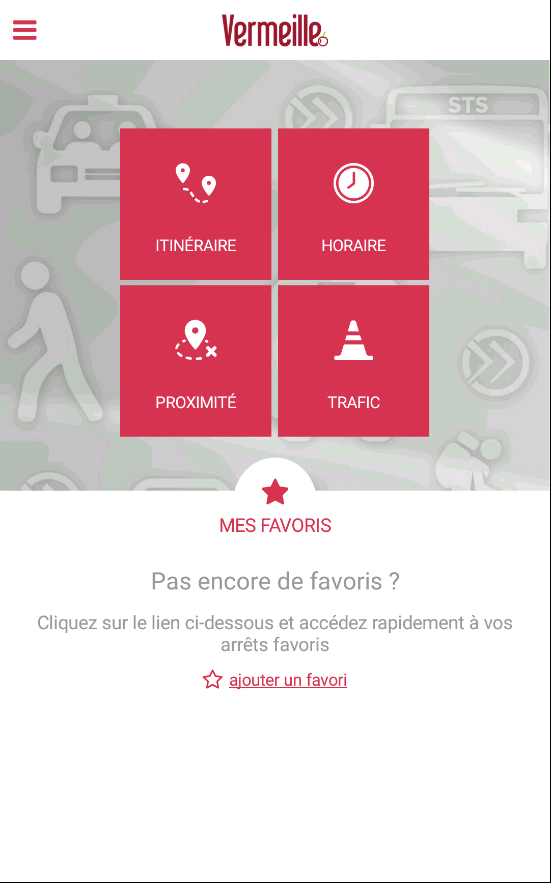 Vermeille
STS
ITINÉRAIRE
HORAIRE
PROXIMITÉ
TRAFIC
MES FAVORIS
Pas encore de favoris ?
Cliquez sur le lien ci-dessous et accédez rapidement à vos
arrêts favoris
ajouter un favori